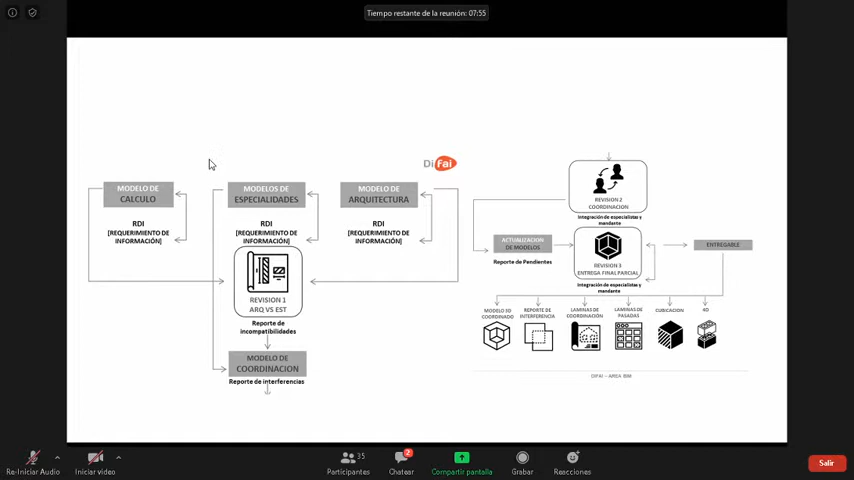 Tiempo restante de la reunión: 07:55
Difai
MODELO DE
CALCULO
MODELOS DE
ESPECIALIDADES
MODELO DE
ARQUITECTURA
RDI
[REQUERIMIENTO DE
INFORMACIÓN]
RDI
[REQUERIMIENTO DE
INFORMACIÓN]
RDI
[REQUERIMIENTO DE
INFORMACIÓN]
REVISION 1
ARQ VS EST
Reporte de
incompatibilidades
MODELO DE
COORDINACION
Reporte de interferencias
REVISION 2
COORDINACION
Integración de especialistas y
mandante
ACTUALIZACION
DE MODELOS
Reporte de Pendientes
REVISION 3
ENTREGA FINAL PARCIAL
Integración de especialistas y
mandante
ENTREGABLE
MODELO 3D
COORDINADO
REPORTE DE
INTERFERENCIA
LAMINAS DE
COORDINACIÓN
LAMINAS DE
PASADAS
CUBICACION
4D
DIFAI - AREA BIM
Re-Iniciar Audio
Iniciar video
35
Participantes
2
Chatear
Compartir pantalla
Grabar
Reacciones
Salir